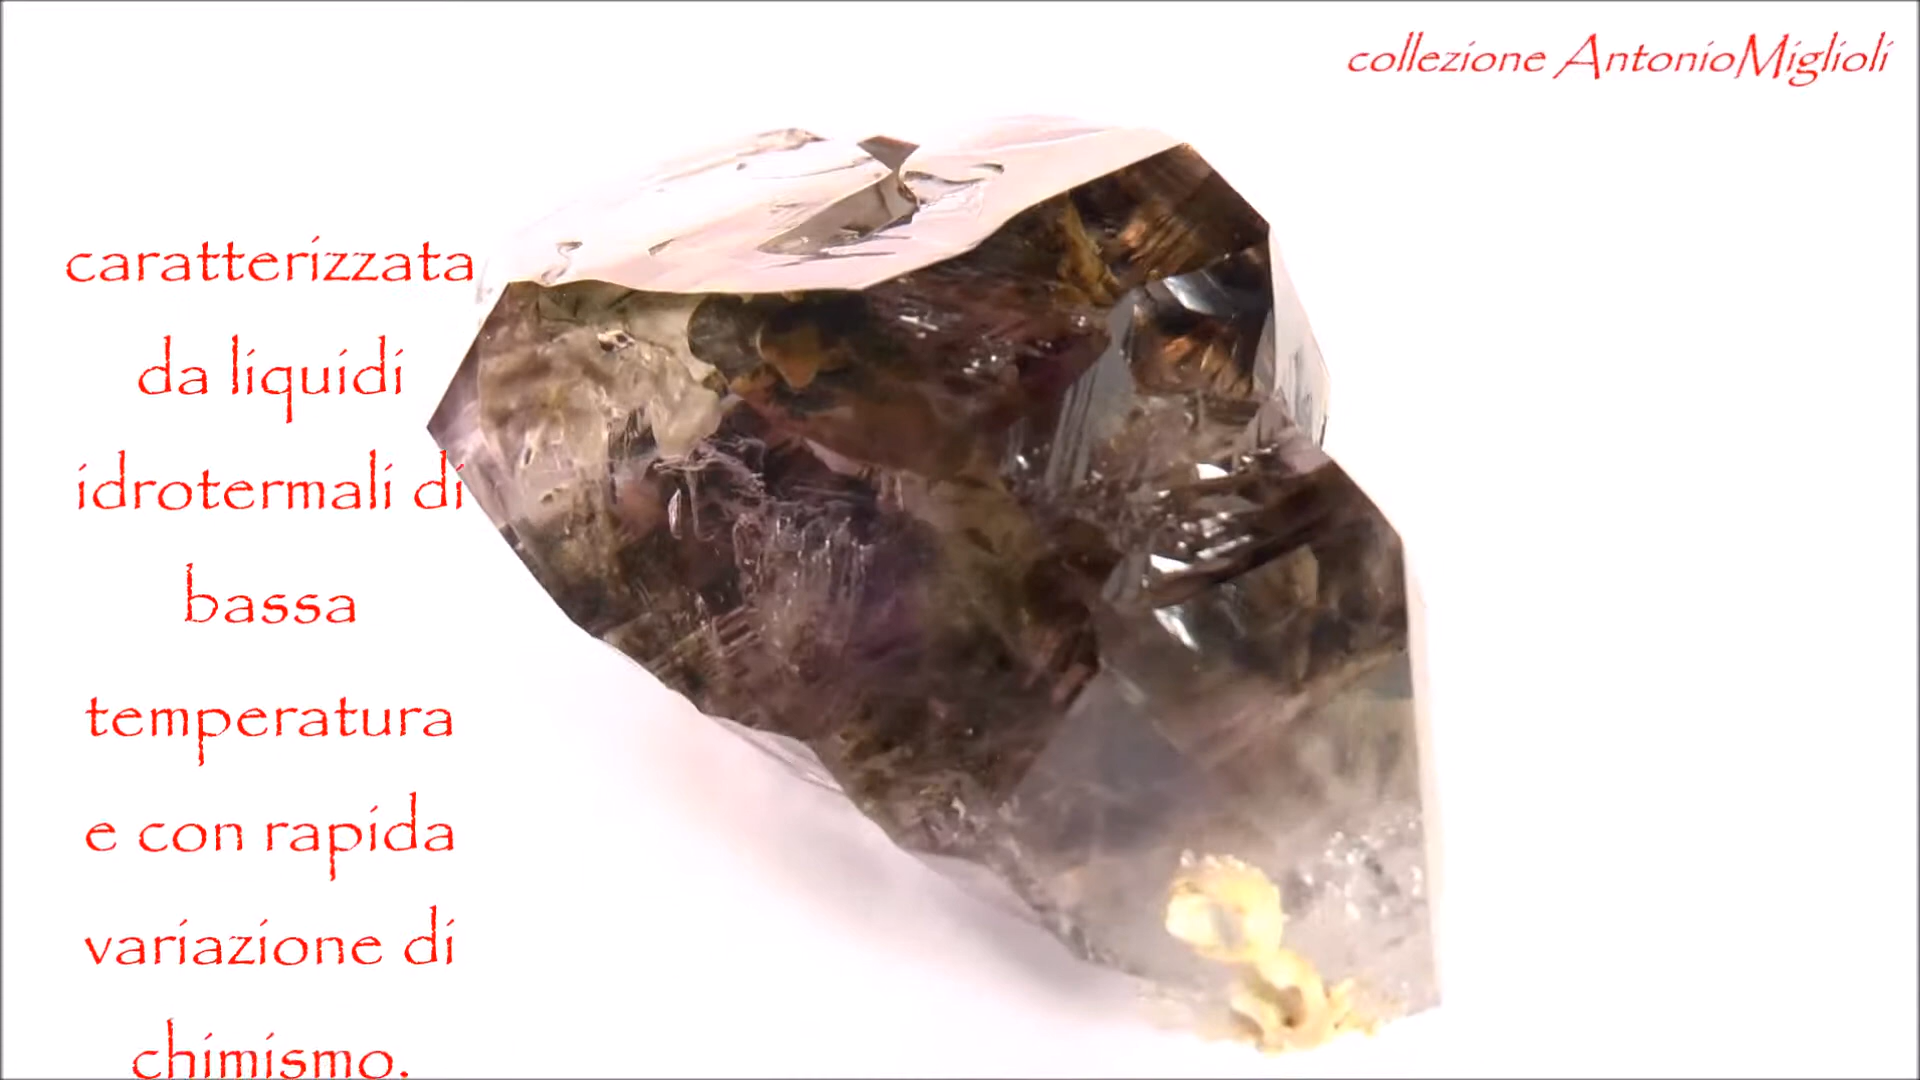 collezione AntonioMiglioli
caratterizzata
da liquidi
idrotermali di
bassa
temperatura
e con rapida
variazione di
chimismo.